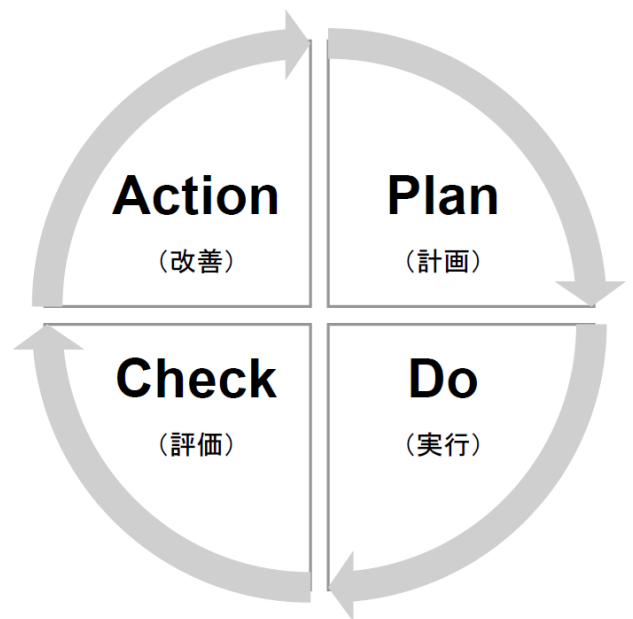 Action
（改善）
Plan
（計画）
Check
（評価）
Do
（実行）